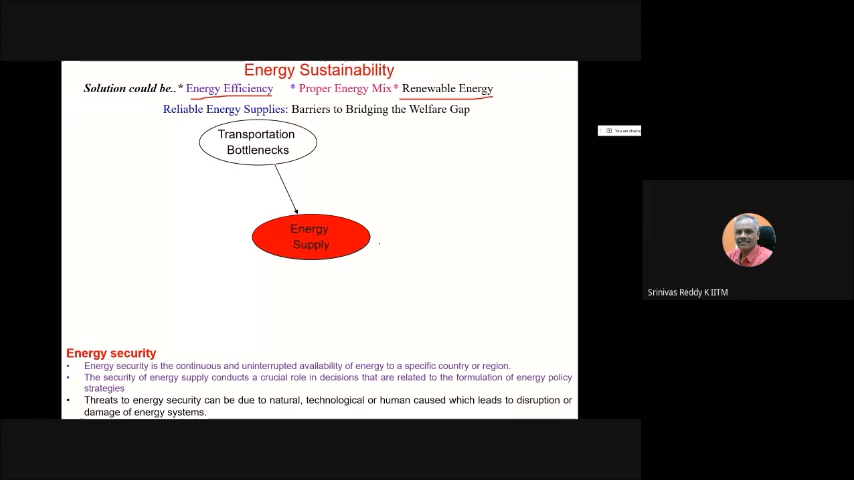 Energy Sustainability
Solution could be.. * Energy Efficiency * Proper Energy Mix * Renewable Energy
Reliable Energy Supplies: Barriers to Bridging the Welfare Gap
Transportation
Bottlenecks
Energy
Supply
Energy security
• Energy security is the continuous and uninterrupted availability of energy to a specific country or region.
• The security of energy supply conducts a crucial role in decisions that are related to the formulation of energy policy
strategies
• Threats to energy security can be due to natural, technological or human caused which leads to disruption or
damage of energy systems.
Srinivas Reddy K IITM